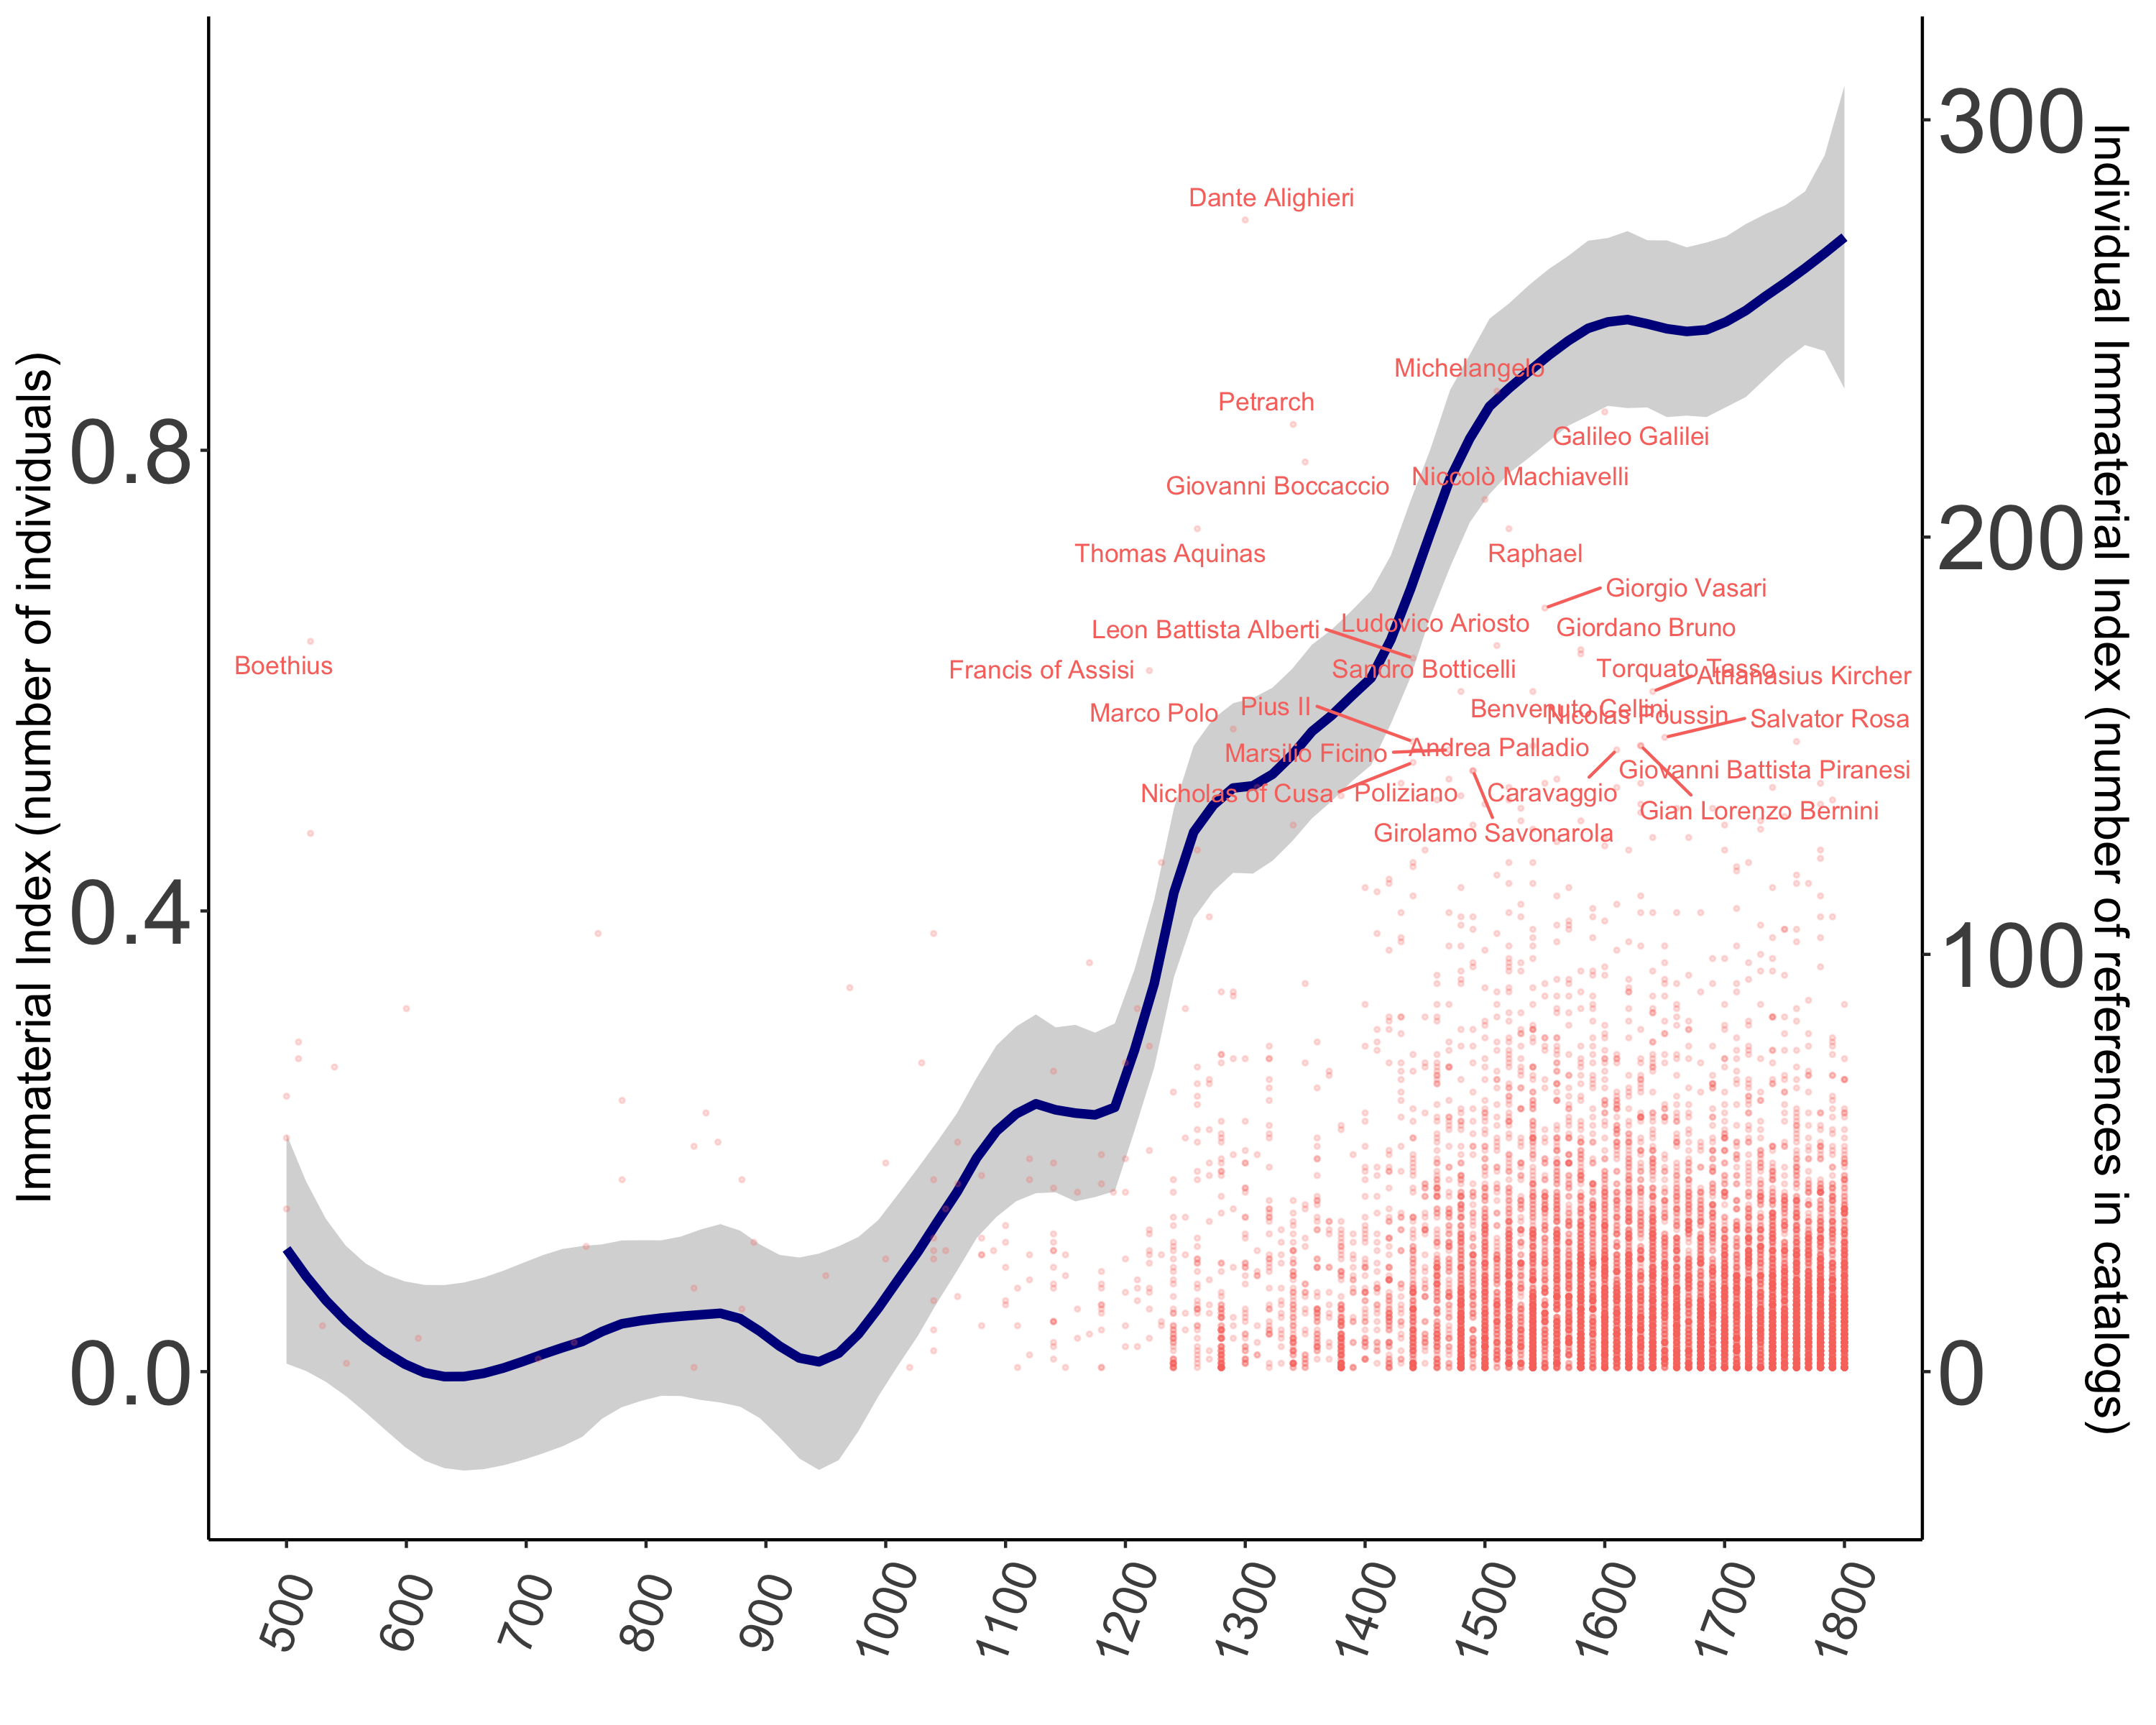 Immaterial Index (number of individuals)
0.8
0.4
0.0
300
200
100
0
Individual Immaterial Index (number of references in catalogs)
Dante Alighieri
Michelangelo
Petrarch
Galileo Galilei
Niccolò Machiavelli
Giovanni Boccaccio
Thomas Aquinas
Raphael
Giorgio Vasari
Leon Battista Alberti
Ludovico Ariosto
Giordano Bruno
Boethius
Francis of Assisi
Sandro Botticelli
Torquato Tasso
Athanasius Kircher
Marco Polo
Pius II
Benvenuto Cellini
Nicolas Poussin
Salvator Rosa
Marsilio Ficino
Andrea Palladio
Giovanni Battista Piranesi
Nicholas of Cusa
Poliziano
Caravaggio
Gian Lorenzo Bernini
Girolamo Savonarola
500
600
700
800
900
1000
1100
1200
1300
1400
1500
1600
1700
1800